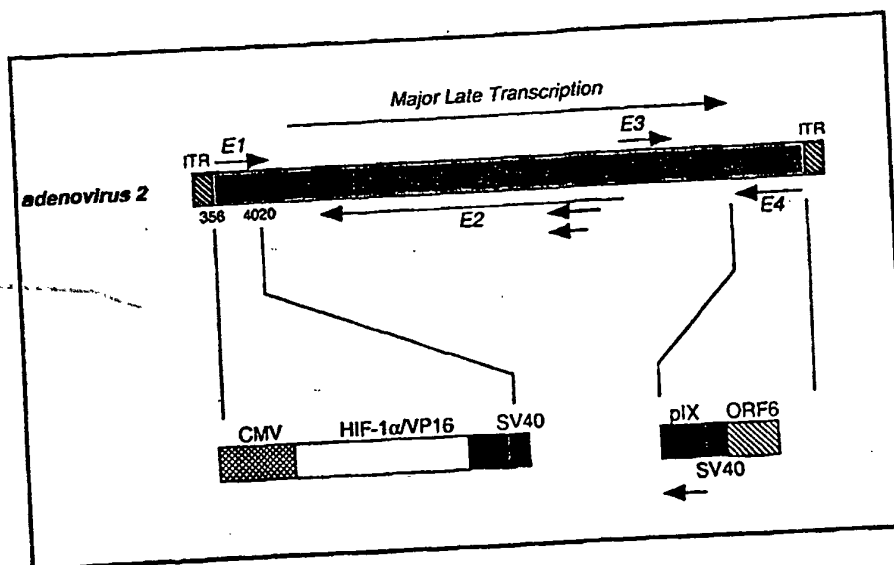 Major Late Transcription
ITR E1 E3 ITR
adenovirus 2
356 4020 E2 E4
CMV HIF-1α/VP16 SV40 pIX ORF6
SV40